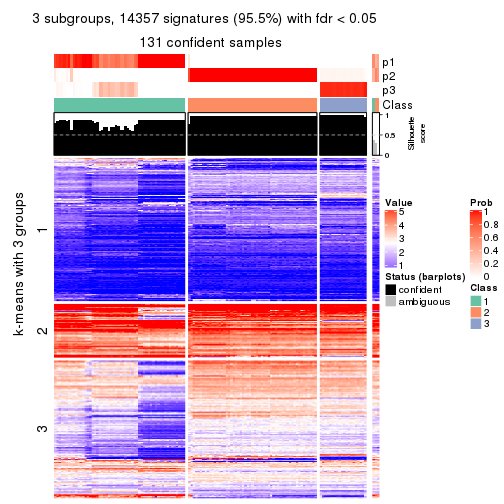 3 subgroups, 14357 signatures (95.5%) with fdr < 0.05
131 confident samples
p1
p2
p3
Class
1
0.5
0
Silhouette
score
k-means with 3 groups
1
2
3
Value
5
4
3
2
1
Status (barplots)
confident
ambiguous
Prob
1
0.8
0.6
0.4
0.2
0
Class
1
2
3